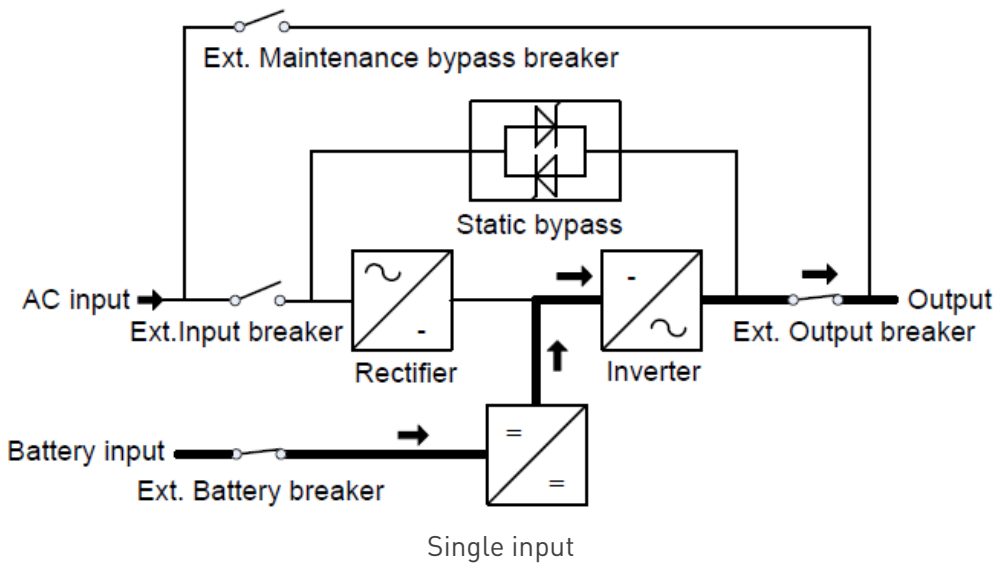 Ext. Maintenance bypass breaker
Static bypass
AC input
Ext.Input breaker
-
-
Rectifier
Inverter
Output
Ext. Output breaker
Battery input
Ext. Battery breaker
=
=
Single input